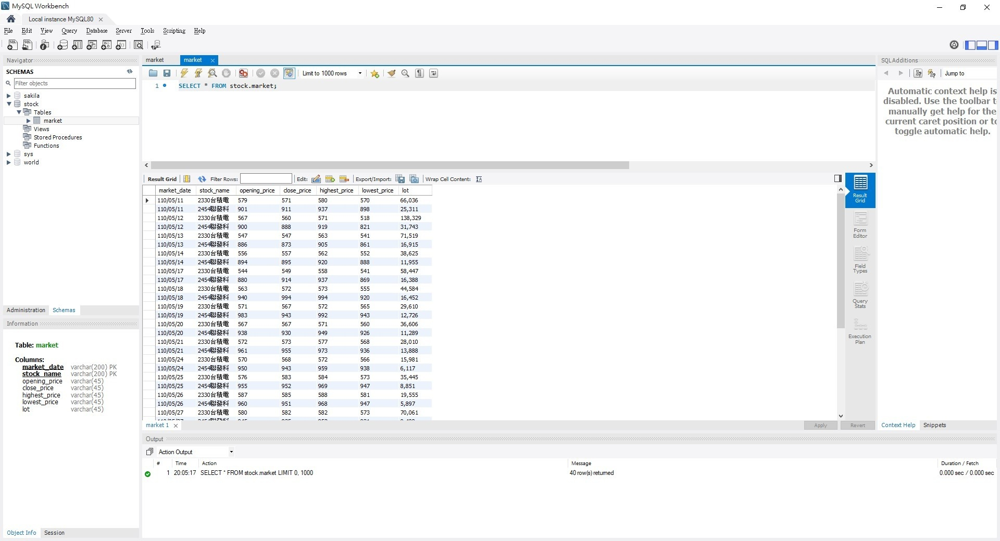 MySQL Workbench
Local instance MySQL80
File Edit View Query Database Server Tools Scripting Help
Navigator
SCHEMAS
Filter objects
sakila
stock
Tables
market
Views
Stored Procedures
Functions
sys
world
Administration Schemas
Information
Table: market
Columns:
market_date varchar(200) PK
stock_name varchar(200) PK
opening_price varchar(45)
close_price varchar(45)
highest_price varchar(45)
lowest_price varchar(45)
lot varchar(45)
Object Info Session
market market
Limit to 1000 rows
1 SELECT * FROM stock.market;
Result Grid Filter Rows: Edit: Export/Import: Wrap Cell Content:
market_date stock_name opening_price close_price highest_price lowest_price lot
110/05/11 2330台積電 579 571 580 570 66,036
110/05/11 2454聯發科 901 911 937 898 25,311
110/05/12 2330台積電 567 560 571 518 138,329
110/05/12 2454聯發科 900 888 919 821 31,743
110/05/13 2330台積電 547 547 563 541 71,519
110/05/13 2454聯發科 886 873 905 861 16,915
110/05/14 2330台積電 556 557 562 552 38,625
110/05/14 2454聯發科 894 895 920 888 11,955
110/05/17 2330台積電 544 549 558 541 58,447
110/05/17 2454聯發科 880 914 937 869 16,388
110/05/18 2330台積電 563 572 573 555 44,584
110/05/18 2454聯發科 940 994 994 920 16,452
110/05/19 2330台積電 571 567 572 565 29,610
110/05/19 2454聯發科 983 943 992 943 12,726
110/05/20 2330台積電 567 567 571 560 36,606
110/05/20 2454聯發科 938 930 949 926 11,289
110/05/21 2330台積電 572 573 577 568 28,010
110/05/21 2454聯發科 961 955 973 936 13,888
110/05/24 2330台積電 570 568 572 566 15,981
110/05/24 2454聯發科 950 943 959 938 6,117
110/05/25 2330台積電 576 583 584 573 35,445
110/05/25 2454聯發科 955 952 969 947 8,851
110/05/26 2330台積電 587 585 588 581 19,555
110/05/26 2454聯發科 960 951 968 947 5,897
110/05/27 2330台積電 580 582 582 573 70,061
Result Grid
Form Editor
Field Types
Query Stats
Execution Plan
market 1
Apply Revert
SQLAdditions
Jump to
Automatic context help is
disabled. Use the toolbar t
manually get help for the
current caret position or to
toggle automatic help.
Context Help Snippets
Output
Action Output
# Time Action Message Duration / Fetch
1 20:05:17 SELECT * FROM stock.market LIMIT 0, 1000 40 row(s) returned 0.000 sec / 0.000 sec